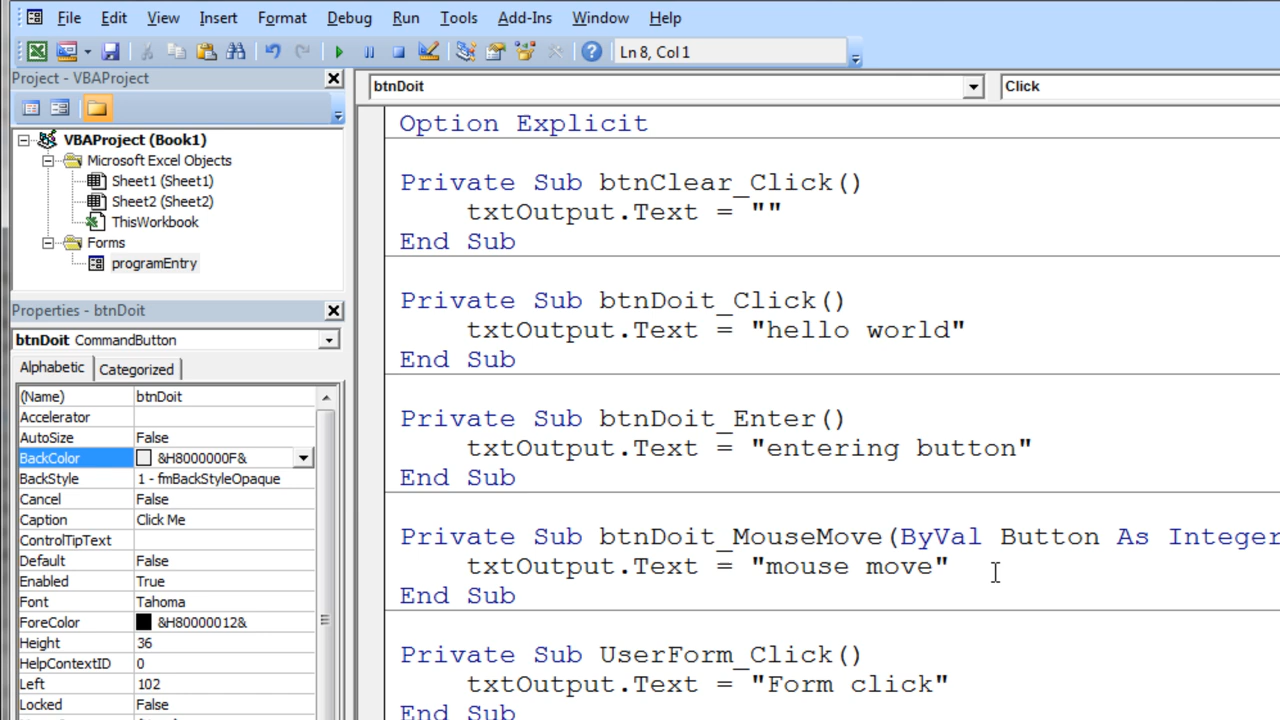 File Edit View Insert Format Debug Run Tools Add-Ins Window Help
Ln 8, Col 1
Project - VBAProject
VBAProject (Book1)
Microsoft Excel Objects
Sheet1 (Sheet1)
Sheet2 (Sheet2)
ThisWorkbook
Forms
programEntry
Properties - btnDoit
btnDoit CommandButton
Alphabetic Categorized
(Name) btnDoit
Accelerator
AutoSize False
BackColor &H8000000F&
BackStyle 1 - fmBackStyleOpaque
Cancel False
Caption Click Me
ControlTipText
Default False
Enabled True
Font Tahoma
ForeColor &H80000012&
Height 36
HelpContextID 0
Left 102
Locked False
btnDoit Click
Option Explicit
Private Sub btnClear_Click()
txtOutput.Text = ""
End Sub
Private Sub btnDoit_Click()
txtOutput.Text = "hello world"
End Sub
Private Sub btnDoit_Enter()
txtOutput.Text = "entering button"
End Sub
Private Sub btnDoit_MouseMove(ByVal Button As Integer
txtOutput.Text = "mouse move"
End Sub
Private Sub UserForm_Click()
txtOutput.Text = "Form click"
End Sub